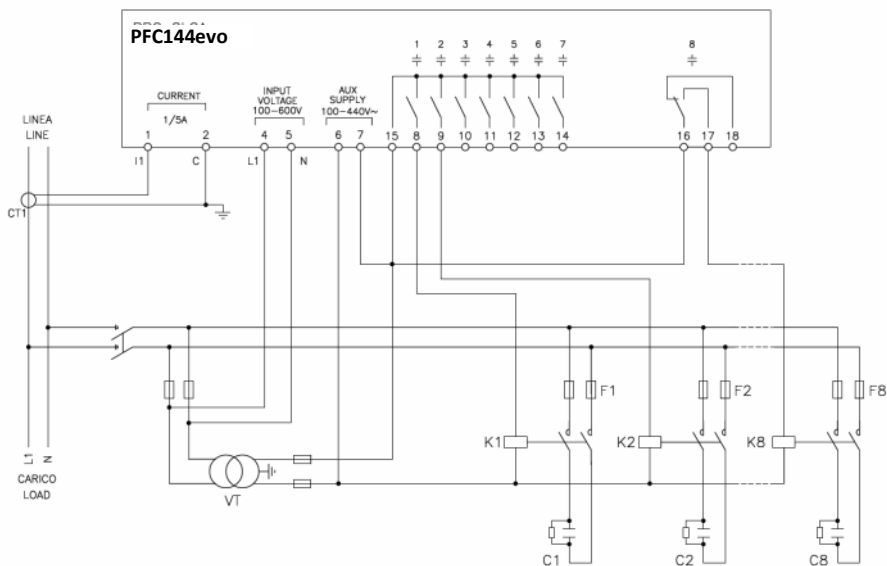 PFC144evo
1 2 3 4 5 6 7 8
CURRENT
1/5A
INPUT
VOLTAGE
100-600V
AUX
SUPPLY
100-440V~
LINEA
LINE
1 2 4 5 6 7 15 8 9 10 11 12 13 14 16 17 18
I1 C L1 N
CT1
F1 F2 F8
K1 K2 K8
L1 N
CARICO
LOAD
VT
C1 C2 C8